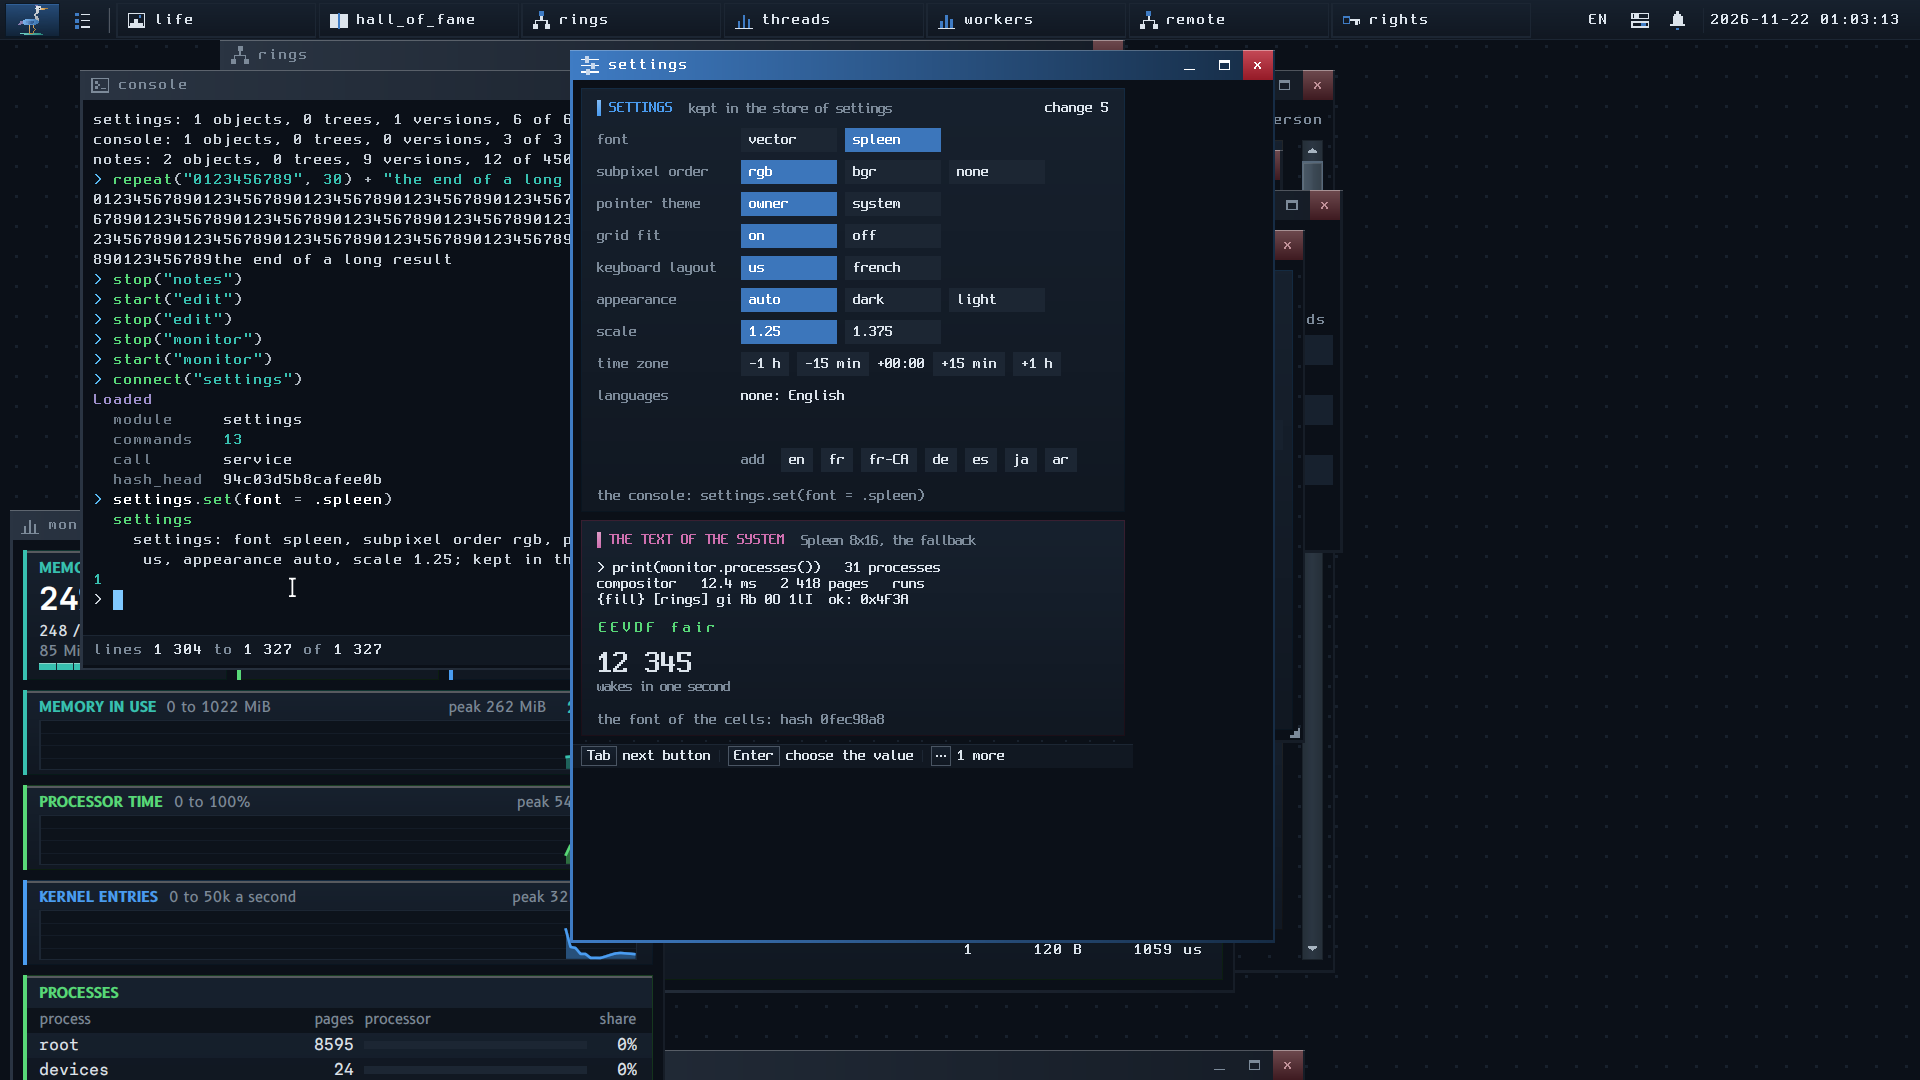 life
hall_of_fame
rings
threads
workers
remote
rights
EN
2026-11-22 01:03:13
rings
console
settings: 1 objects, 0 trees, 1 versions, 6 of 6
console: 1 objects, 0 trees, 0 versions, 3 of 3
notes: 2 objects, 0 trees, 9 versions, 12 of 450
> repeat("0123456789", 30) + "the end of a long
012345678901234567890123456789012345678901234567
678901234567890123456789012345678901234567890123
234567890123456789012345678901234567890123456789
890123456789the end of a long result
> stop("notes")
> start("edit")
> stop("edit")
> stop("monitor")
> start("monitor")
> connect("settings")
Loaded
module settings
commands 13
call service
hash_head 94c03d5b8cafee0b
> settings.set(font = .spleen)
settings
settings: font spleen, subpixel order rgb, p
us, appearance auto, scale 1.25; kept in th
1
>
lines 1 304 to 1 327 of 1 327
settings
SETTINGS kept in the store of settings change 5
font vector spleen
subpixel order rgb bgr none
pointer theme owner system
grid fit on off
keyboard layout us french
appearance auto dark light
scale 1.25 1.375
time zone -1 h -15 min +00:00 +15 min +1 h
languages none: English
add en fr fr-CA de es ja ar
the console: settings.set(font = .spleen)
THE TEXT OF THE SYSTEM Spleen 8x16, the fallback
> print(monitor.processes()) 31 processes
compositor 12.4 ms 2 418 pages runs
{fill} [rings] gi Rb 0O 1lI ok: 0x4F3A
EEVDF fair
12 345
wakes in one second
the font of the cells: hash 0fec98a8
Tab next button Enter choose the value ... 1 more
erson
ds
mon
MEMO
24
248 /
85 Mi
MEMORY IN USE 0 to 1022 MiB peak 262 MiB
PROCESSOR TIME 0 to 100% peak 54
KERNEL ENTRIES 0 to 50k a second peak 32
PROCESSES
process pages processor share
root 8595 0%
devices 24 0%
1 120 B 1059 us